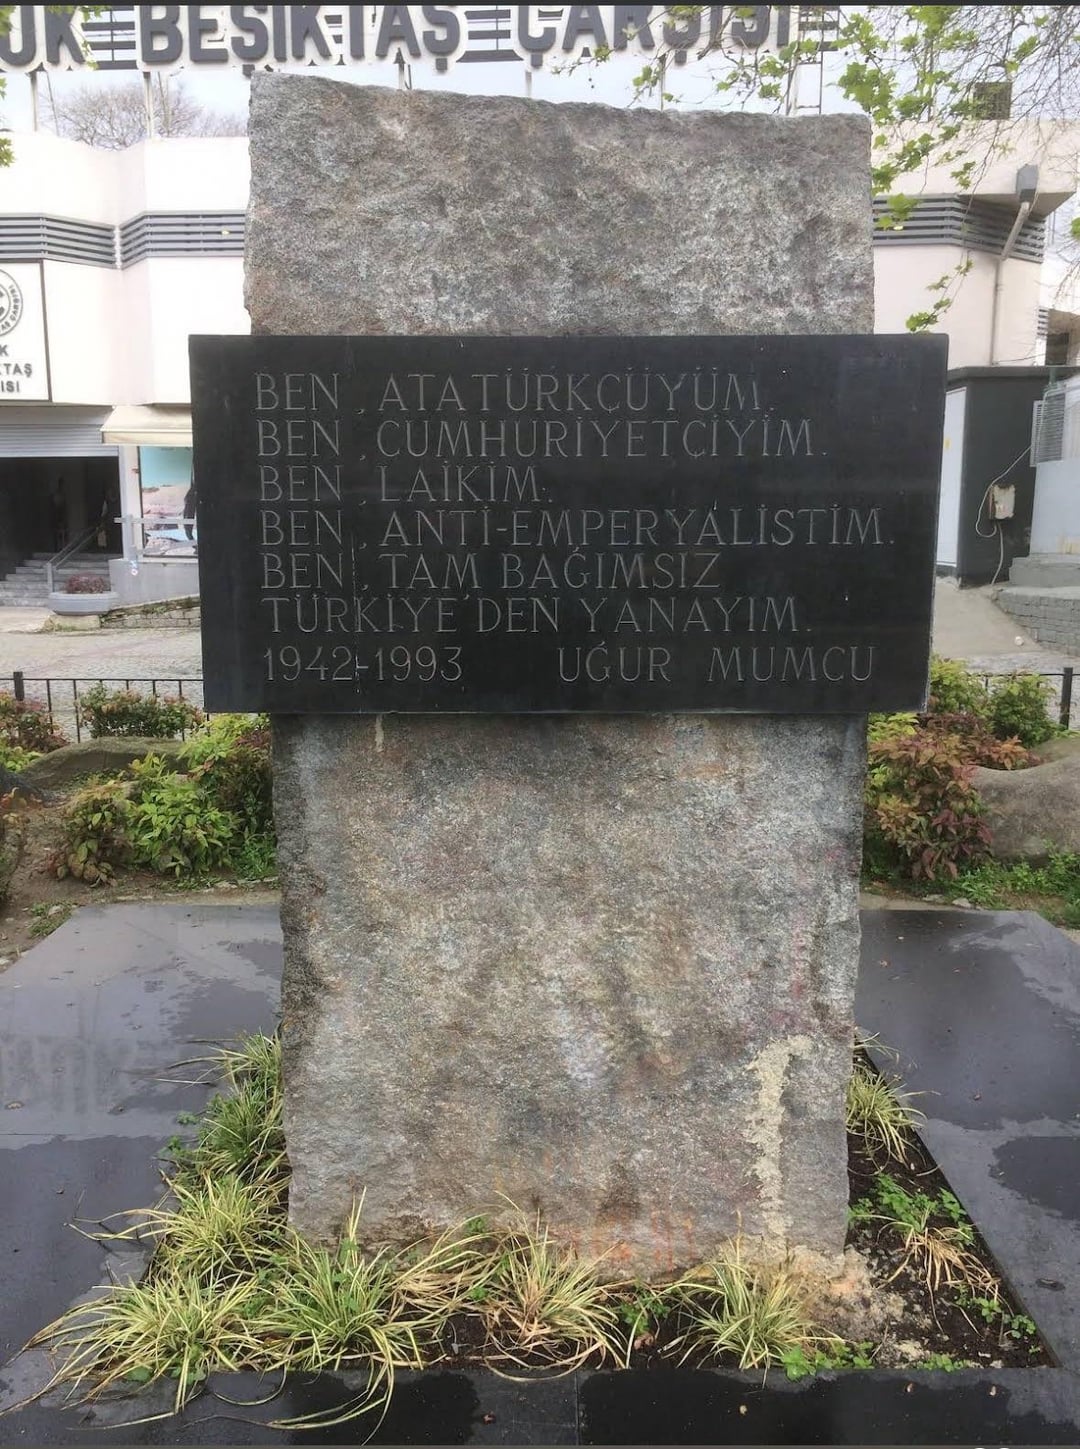 BEŞİKTAŞ ÇARŞISI
BEN, ATATÜRKÇÜYÜM.
BEN, CUMHURİYETÇİYİM.
BEN, LAİKİM.
BEN, ANTİ-EMPERYALİSTİM.
BEN, TAM BAĞIMSIZ
TÜRKİYE'DEN YANAYIM.
1942-1993 UĞUR MUMCU